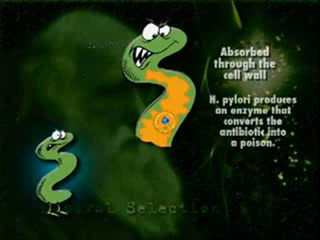 Absorbed
through the
cell wall
H. pylori produces
an enzyme that
converts the
antibiotic into
a poison.
Selection